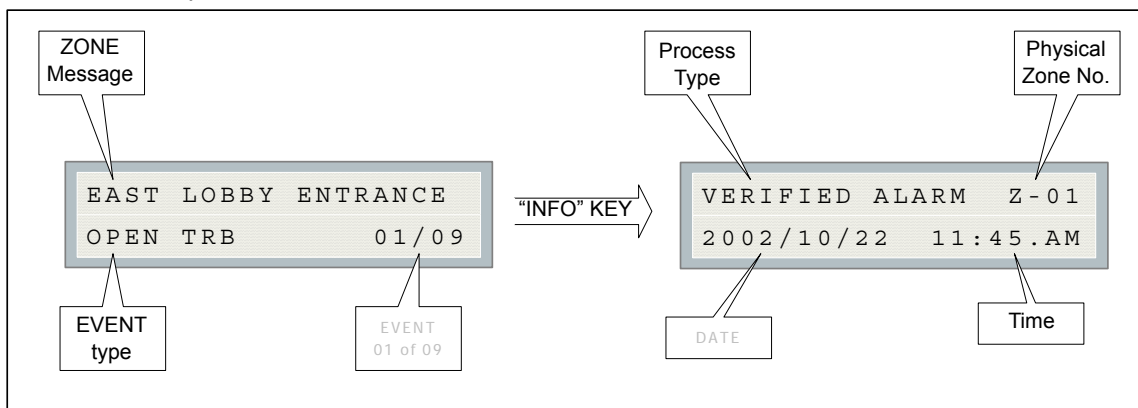 ZONE
Message
Process
Type
Physical
Zone No.
EAST LOBBY ENTRANCE
OPEN TRB 01/09
"INFO" KEY
VERIFIED ALARM Z-01
2002/10/22 11:45.AM
EVENT
type
EVENT
01 of 09
DATE
Time